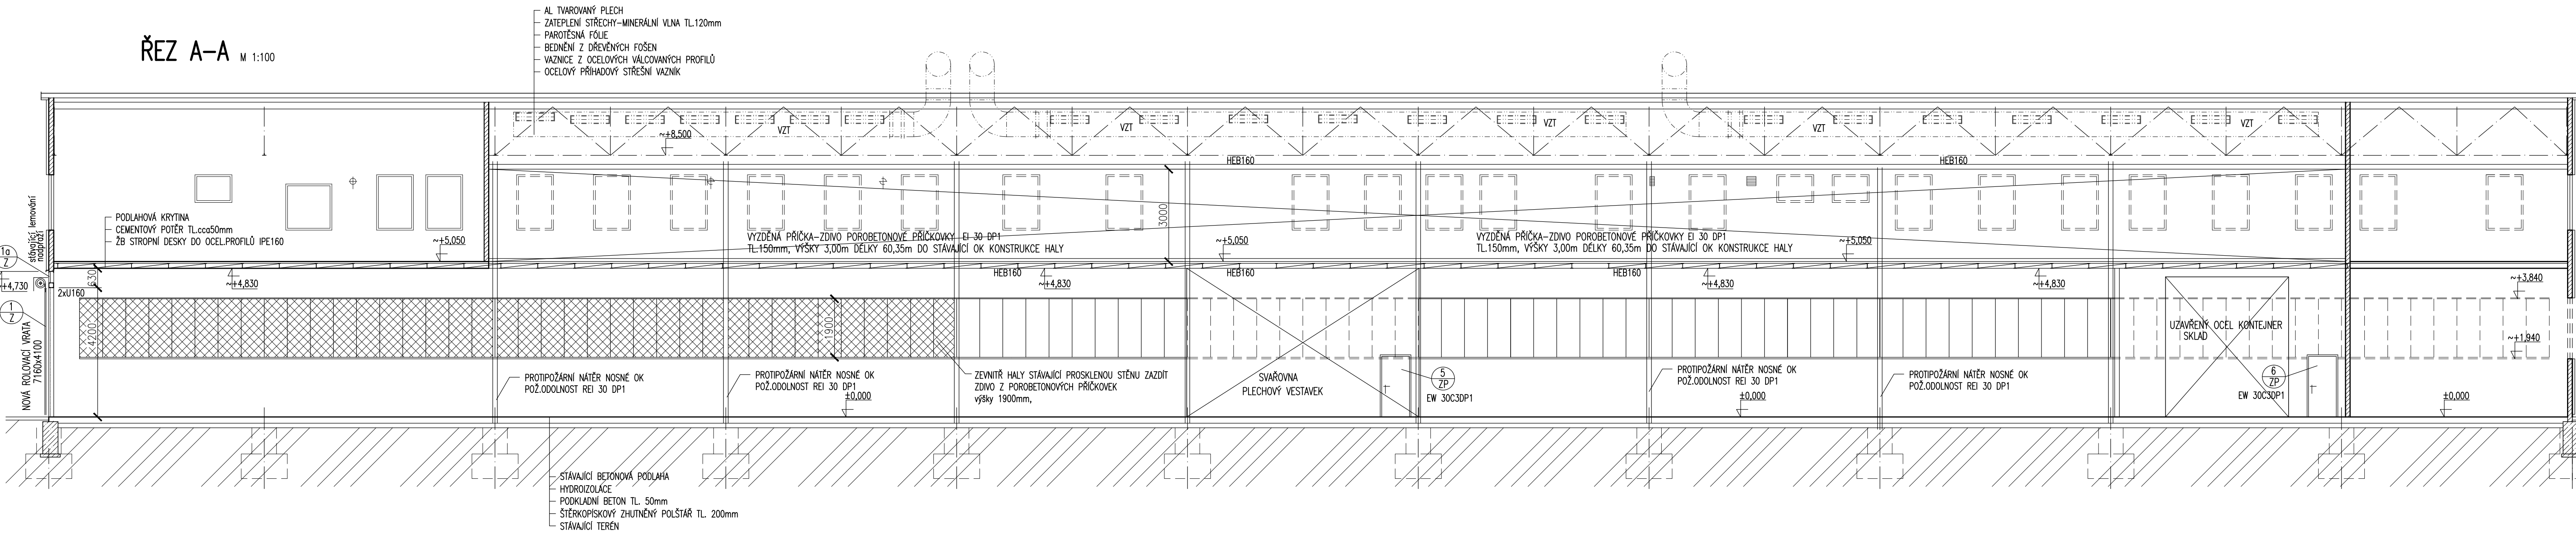 ŘEZ A-A M 1:100
AL TVAROVANÝ PLECH
ZATEPLENÍ STŘECHY-MINERÁLNÍ VLNA TL.120mm
PAROTĚSNÁ FÓLIE
BEDNĚNÍ Z DŘEVĚNÝCH FOŠEN
VAZNICE Z OCELOVÝCH VÁLCOVANÝCH PROFILŮ
OCELOVÝ PŘÍHADOVÝ STŘEŠNÍ VAZNÍK
VZT
VZT
VZT
VZT
VZT
~+8,500
HEB160
HEB160
stávající lemování
nadpraží
PODLAHOVÁ KRYTINA
CEMENTOVÝ POTĚR TL.cca50mm
ŽB STROPNÍ DESKY DO OCEL.PROFILŮ IPE160
3000
~+5,050
VYZDĚNÁ PŘÍČKA-ZDIVO POROBETONOVÉ PŘÍČKOVKY EI 30 DP1
TL.150mm, VÝŠKY 3,00m DÉLKY 60,35m DO STÁVAJÍCÍ OK KONSTRUKCE HALY
~+5,050
VYZDĚNÁ PŘÍČKA-ZDIVO POROBETONOVÉ PŘÍČKOVKY EI 30 DP1
TL.150mm, VÝŠKY 3,00m DÉLKY 60,35m DO STÁVAJÍCÍ OK KONSTRUKCE HALY
~+5,050
1a
Z
~+4,730
630
2xU160
~+4,830
HEB160
~+4,830
HEB160
HEB160
~+4,830
~+4,830
~+3,840
1
Z
NOVÁ ROLOVACÍ VRATA
7160x4100
4200
1900
UZAVŘENÝ OCEL KONTEJNER
SKLAD
~+1,940
PROTIPOŽÁRNÍ NÁTĚR NOSNÉ OK
POŽ.ODOLNOST REI 30 DP1
PROTIPOŽÁRNÍ NÁTĚR NOSNÉ OK
POŽ.ODOLNOST REI 30 DP1
±0,000
ZEVNITŘ HALY STÁVAJÍCÍ PROSKLENOU STĚNU ZAZDÍT
ZDIVO Z POROBETONOVÝCH PŘÍČKOVEK
výšky 1900mm,
SVAŘOVNA
PLECHOVÝ VESTAVEK
5
ZP
EW 30C3DP1
PROTIPOŽÁRNÍ NÁTĚR NOSNÉ OK
POŽ.ODOLNOST REI 30 DP1
±0,000
PROTIPOŽÁRNÍ NÁTĚR NOSNÉ OK
POŽ.ODOLNOST REI 30 DP1
6
ZP
EW 30C3DP1
±0,000
STÁVAJÍCÍ BETONOVÁ PODLAHA
HYDROIZOLACE
PODKLADNÍ BETON TL. 50mm
ŠTĚRKOPÍSKOVÝ ZHUTNĚNÝ POLŠTÁŘ TL. 200mm
STÁVAJÍCÍ TERÉN